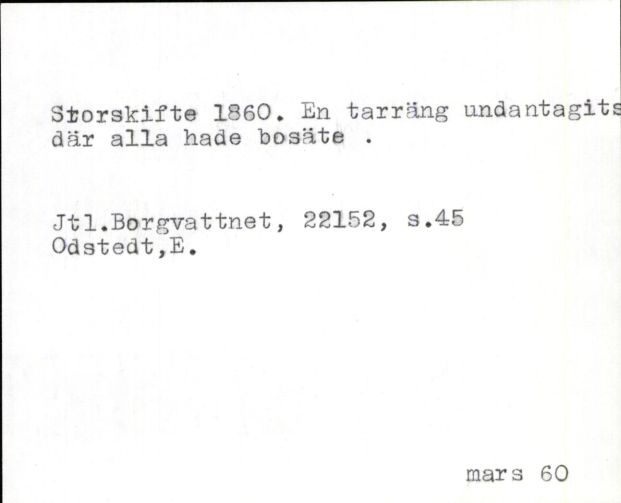 Storskifte 1860. En tarräng undantagits
där alla hade bosäte .
Jtl.Borgvattnet, 22152, s.45
Odstedt,E.
mars 60